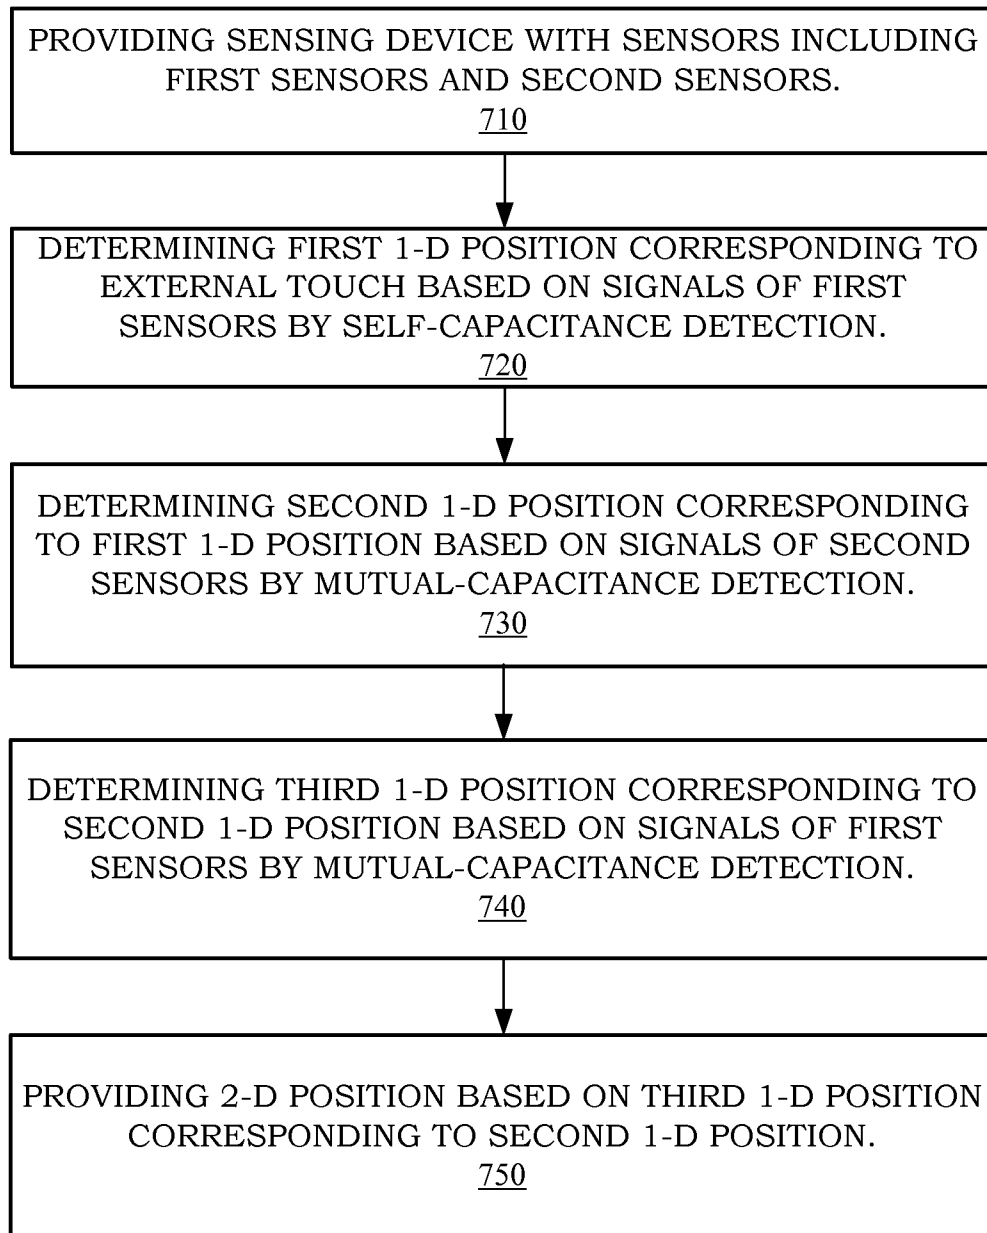 PROVIDING SENSING DEVICE WITH SENSORS INCLUDING
FIRST SENSORS AND SECOND SENSORS.
710
DETERMINING FIRST 1-D POSITION CORRESPONDING TO
EXTERNAL TOUCH BASED ON SIGNALS OF FIRST
SENSORS BY SELF-CAPACITANCE DETECTION.
720
DETERMINING SECOND 1-D POSITION CORRESPONDING
TO FIRST 1-D POSITION BASED ON SIGNALS OF SECOND
SENSORS BY MUTUAL-CAPACITANCE DETECTION.
730
DETERMINING THIRD 1-D POSITION CORRESPONDING TO
SECOND 1-D POSITION BASED ON SIGNALS OF FIRST
SENSORS BY MUTUAL-CAPACITANCE DETECTION.
740
PROVIDING 2-D POSITION BASED ON THIRD 1-D POSITION
CORRESPONDING TO SECOND 1-D POSITION.
750